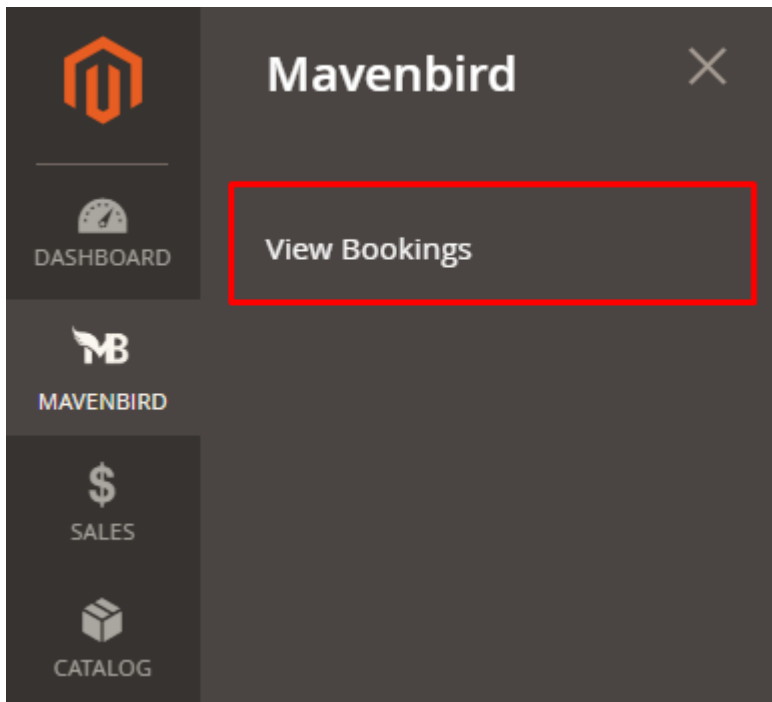 Mavenbird
View Bookings
DASHBOARD
MB
MAVENBIRD
$
SALES
CATALOG